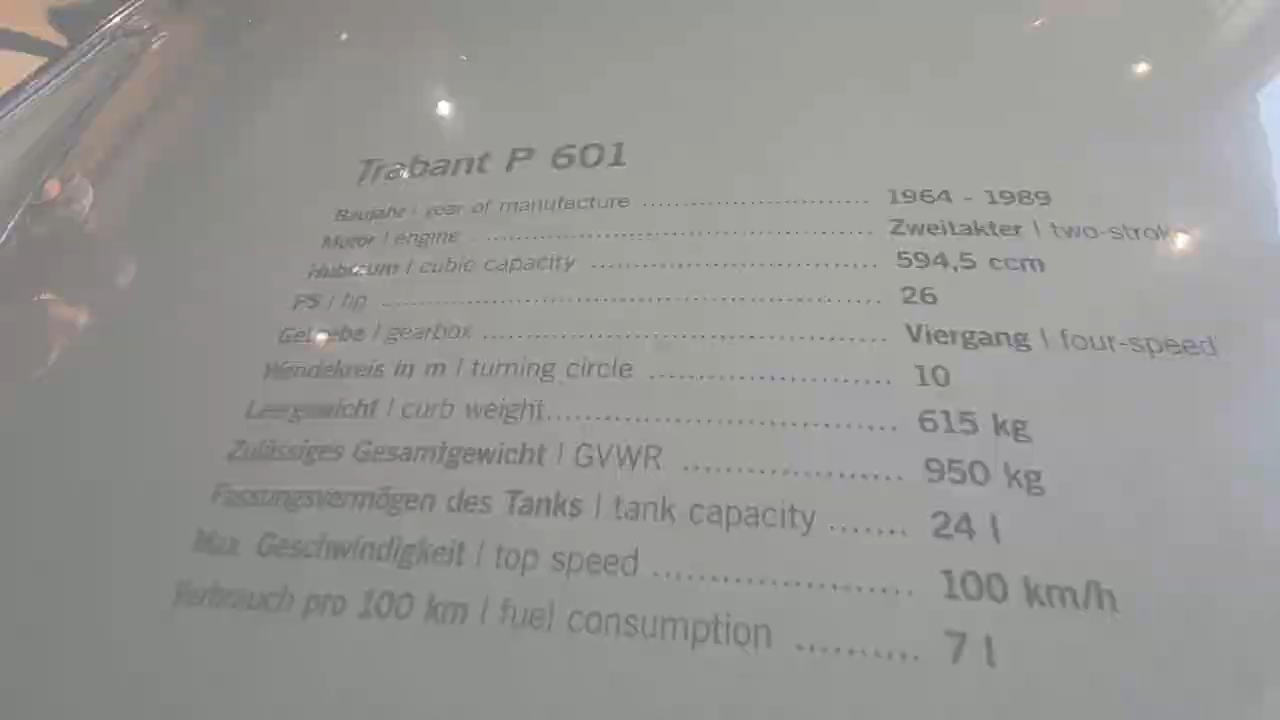 Trabant P 601
Baujahr | year of manufacture ............................ 1964 - 1989
Motor | engine ................................................ Zweitakter | two-stroke
Hubraum | cubic capacity .................................. 594,5 ccm
PS | hp ............................................................ 26
Getriebe | gearbox ............................................ Viergang | four-speed
Wendekreis in m | turning circle .......................... 10
Leergewicht | curb weight.................................. 615 kg
Zulässiges Gesamtgewicht | GVWR ...................... 950 kg
Fassungsvermögen des Tanks | tank capacity ....... 24 l
Max. Geschwindigkeit | top speed ...................... 100 km/h
Verbrauch pro 100 km | fuel consumption .......... 7 l